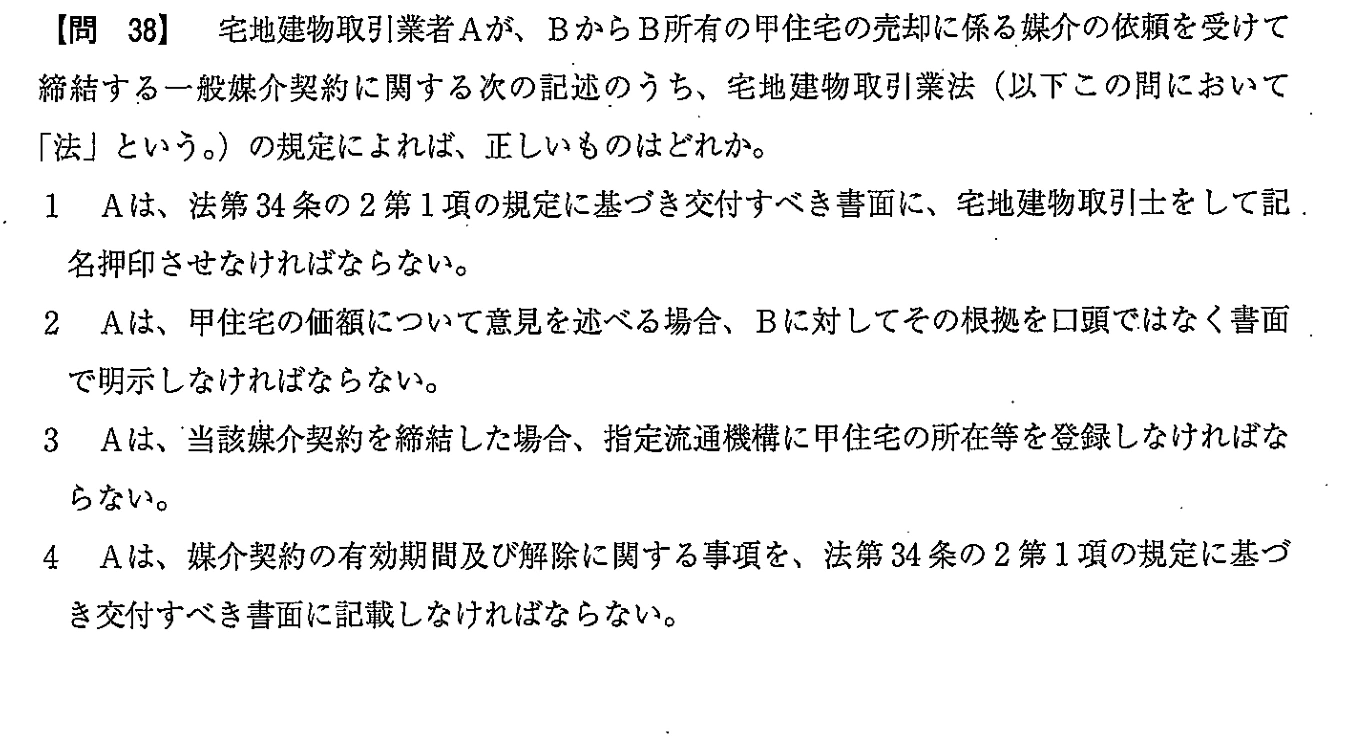 【問 38】 宅地建物取引業者Aが、BからB所有の甲住宅の売却に係る媒介の依頼を受けて
締結する一般媒介契約に関する次の記述のうち、宅地建物取引業法（以下この問において
「法」という。）の規定によれば、正しいものはどれか。
1 Aは、法第34条の2第1項の規定に基づき交付すべき書面に、宅地建物取引士をして記
名押印させなければならない。
2 Aは、甲住宅の価額について意見を述べる場合、Bに対してその根拠を口頭ではなく書面
で明示しなければならない。
3 Aは、当該媒介契約を締結した場合、指定流通機構に甲住宅の所在等を登録しなければな
らない。
4 Aは、媒介契約の有効期間及び解除に関する事項を、法第34条の2第1項の規定に基づ
き交付すべき書面に記載しなければならない。